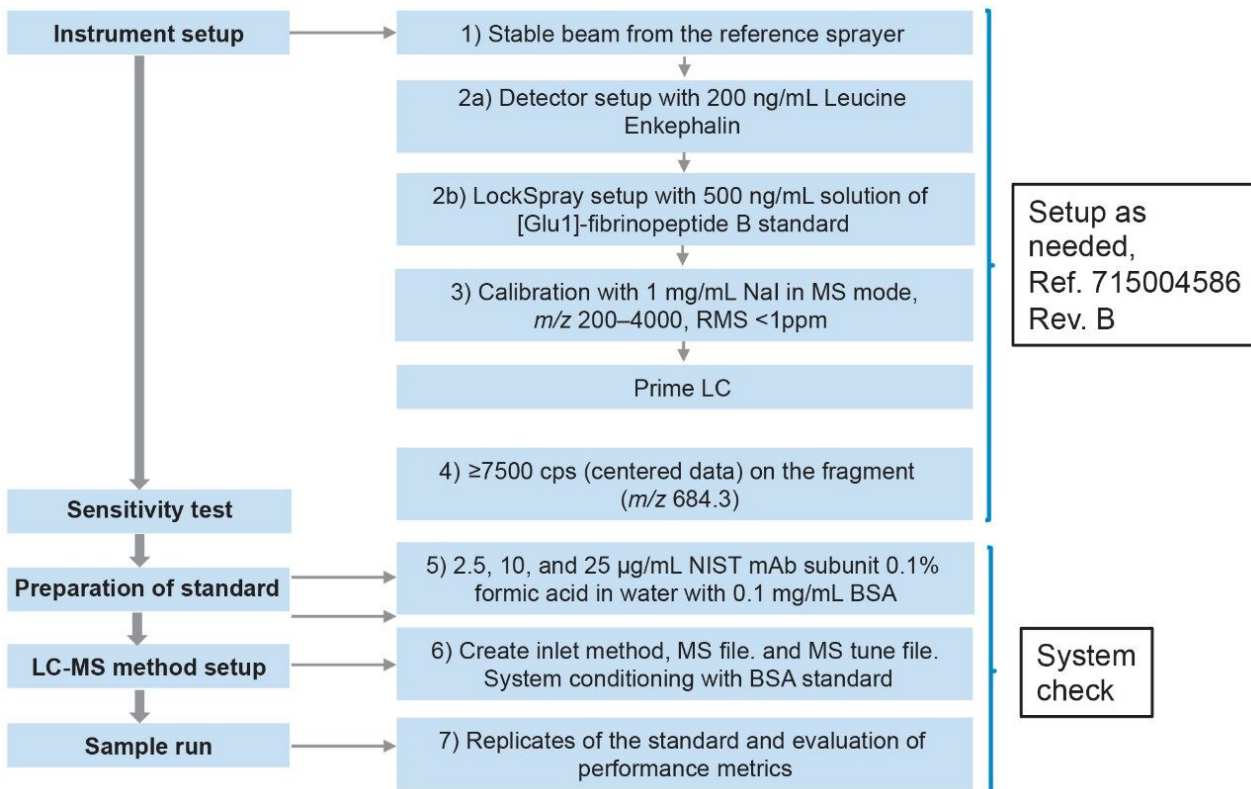 Instrument setup
1) Stable beam from the reference sprayer
2a) Detector setup with 200 ng/mL Leucine
Enkephalin
2b) LockSpray setup with 500 ng/mL solution of
[Glu1]-fibrinopeptide B standard
3) Calibration with 1 mg/mL NaI in MS mode,
m/z 200–4000, RMS <1ppm
Prime LC
Setup as
needed,
Ref. 715004586
Rev. B
4) ≥7500 cps (centered data) on the fragment
(m/z 684.3)
Sensitivity test
Preparation of standard
5) 2.5, 10, and 25 µg/mL NIST mAb subunit 0.1%
formic acid in water with 0.1 mg/mL BSA
LC-MS method setup
6) Create inlet method, MS file. and MS tune file.
System conditioning with BSA standard
Sample run
7) Replicates of the standard and evaluation of
performance metrics
System
check